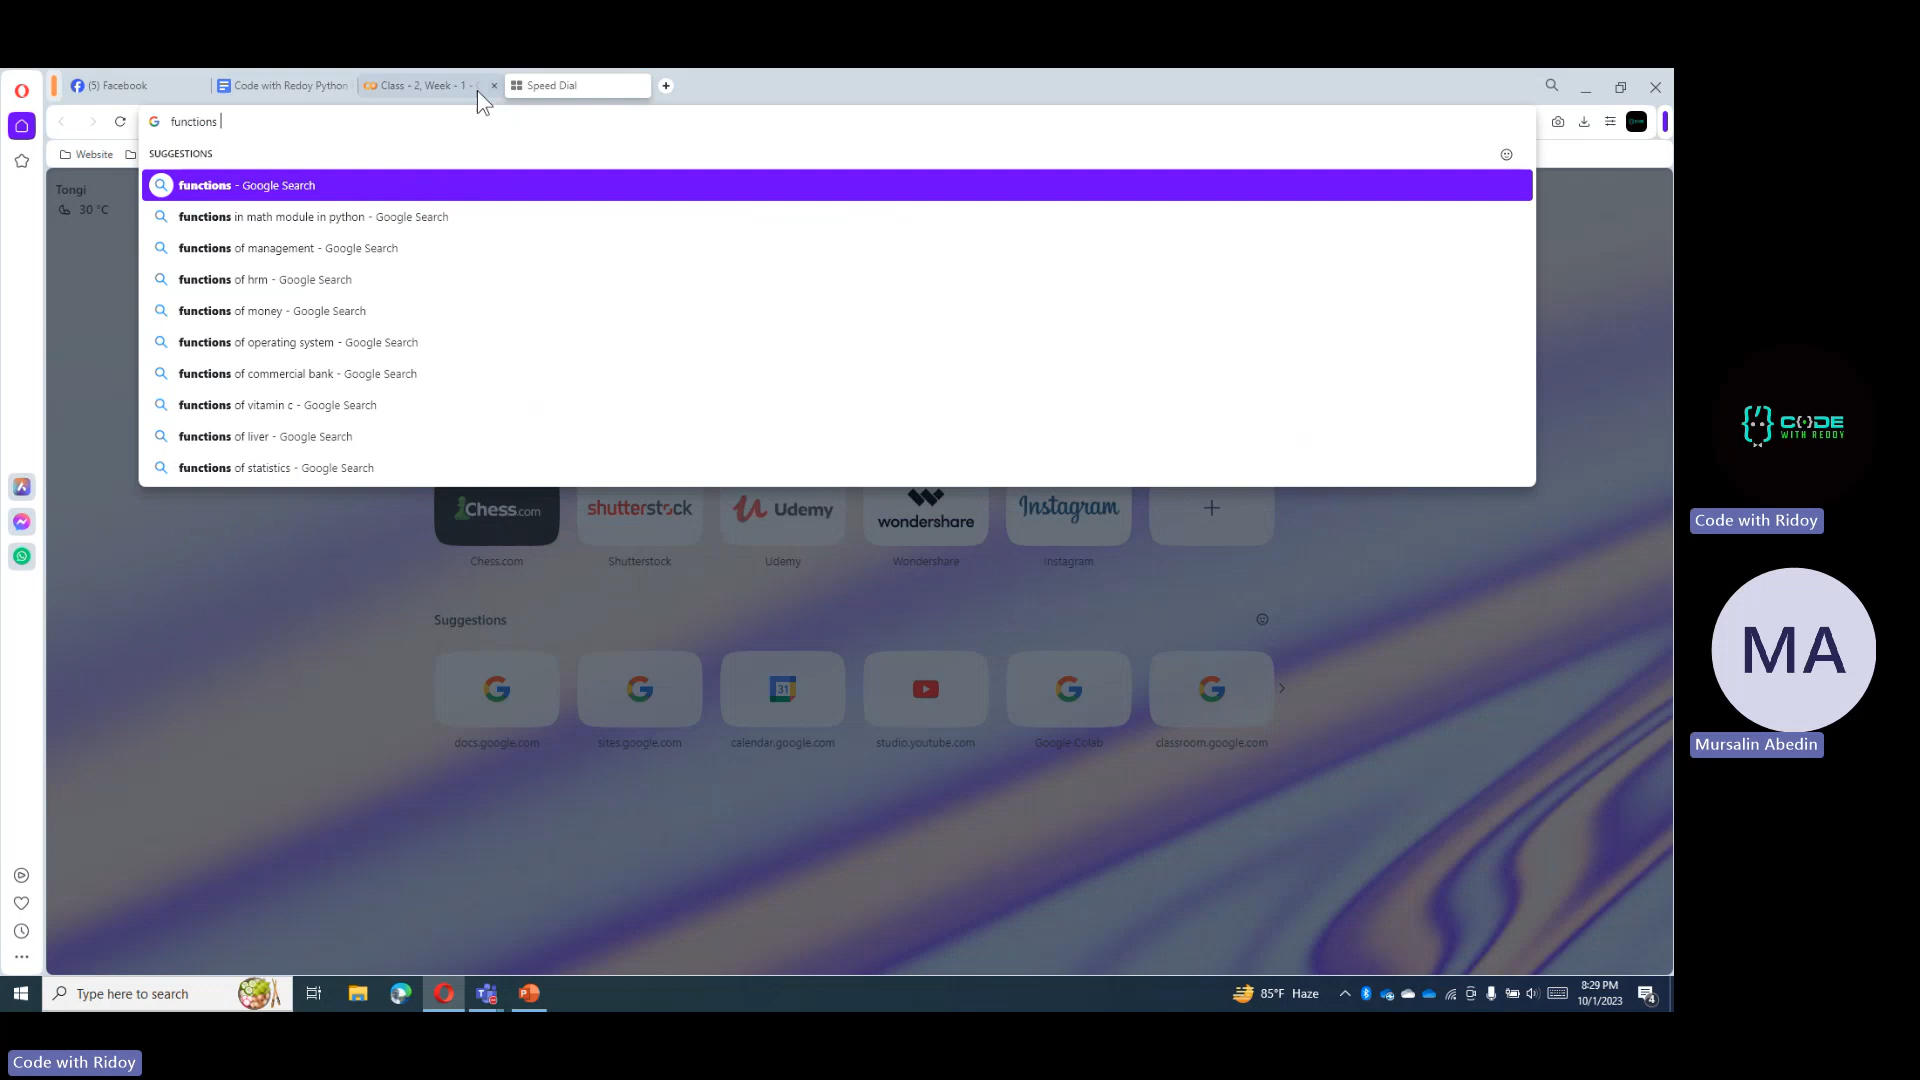 (5) Facebook
Code with Redoy Python
Class - 2, Week - 1 -
Speed Dial
functions
Website
SUGGESTIONS
functions - Google Search
functions in math module in python - Google Search
functions of management - Google Search
functions of hrm - Google Search
functions of money - Google Search
functions of operating system - Google Search
functions of commercial bank - Google Search
functions of vitamin c - Google Search
functions of liver - Google Search
functions of statistics - Google Search
Tongi
30 °C
Chess.com
shutterstock
Udemy
wondershare
Instagram
Chess.com
Shutterstock
Udemy
Wondershare
Instagram
Suggestions
31
docs.google.com
sites.google.com
calendar.google.com
studio.youtube.com
Google Colab
classroom.google.com
CODE
WITH REDOY
Code with Ridoy
MA
Mursalin Abedin
Type here to search
85°F Haze
8:29 PM
10/1/2023
4
Code with Ridoy